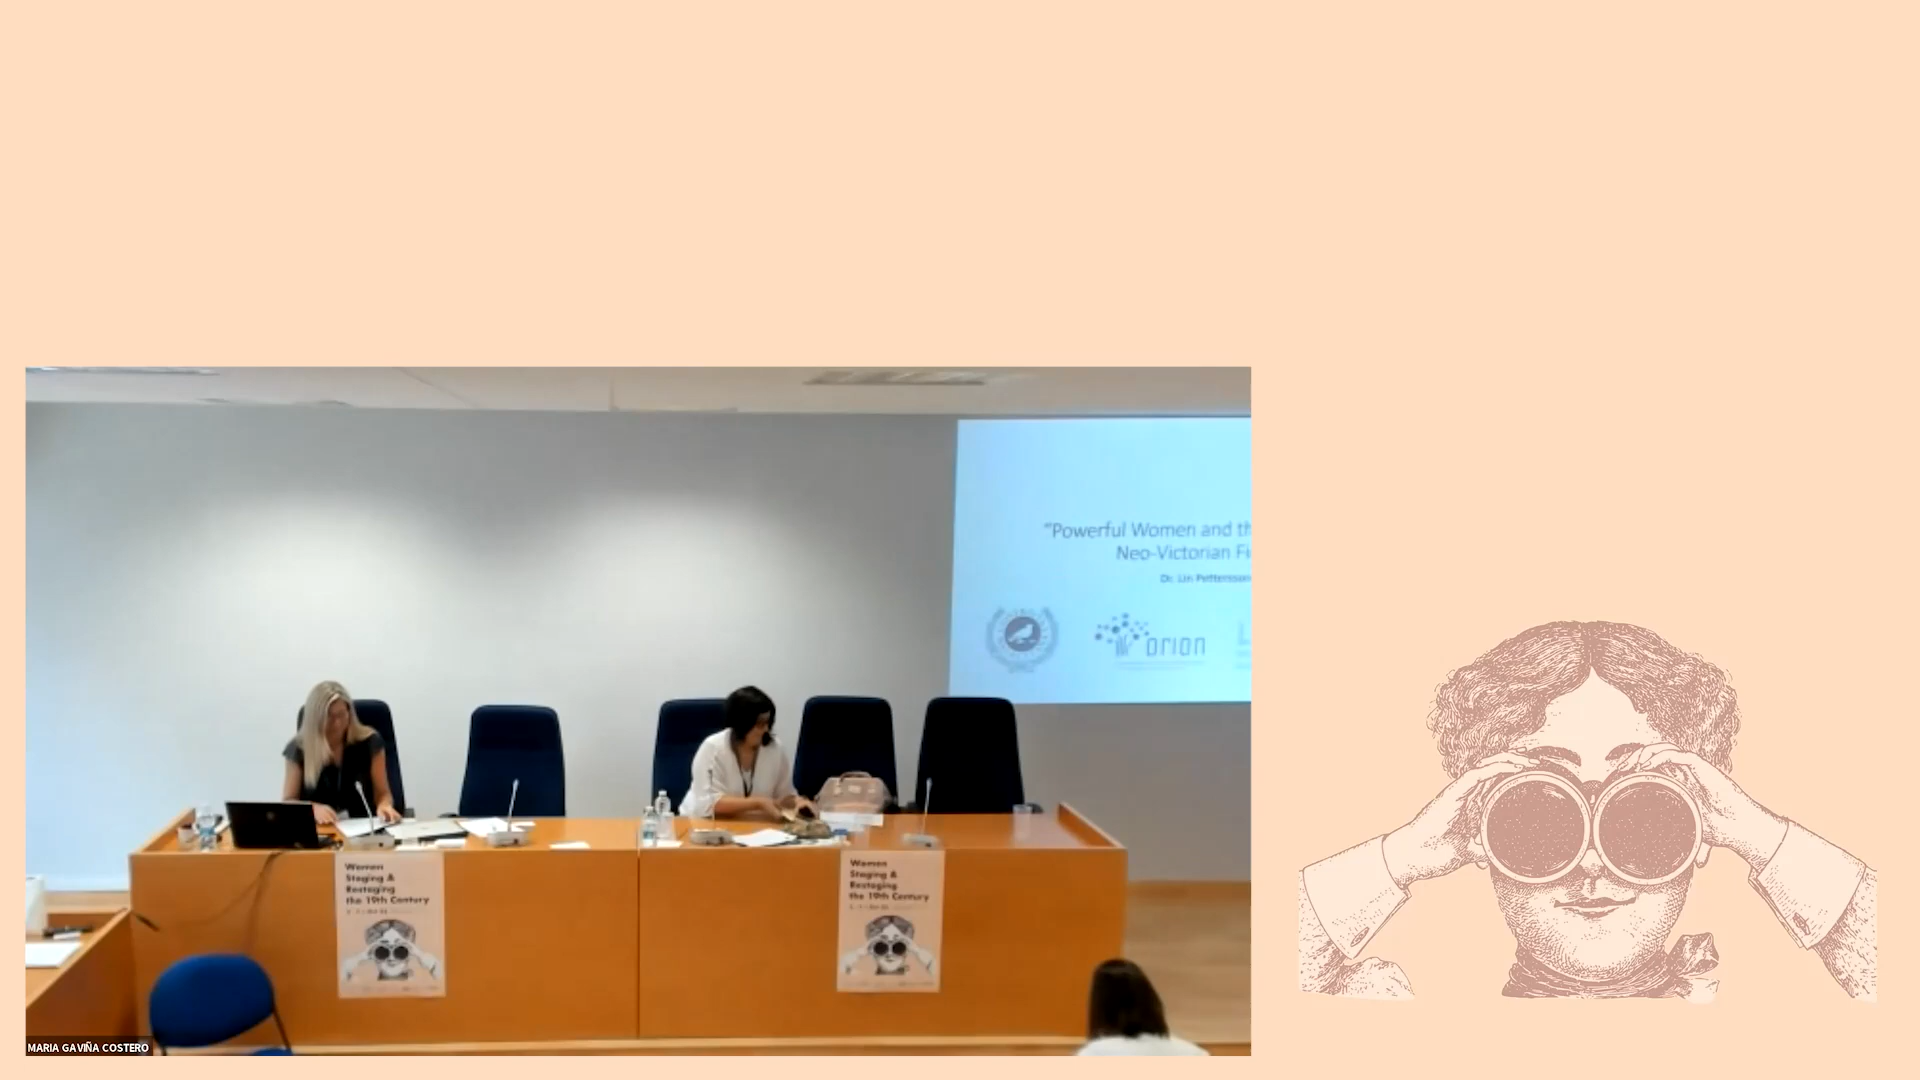 "Powerful Women and th
Neo-Victorian Fi
Dr. Lin Pettersson
orion
Women
Staging &
Restaging
the 19th Century
Women
Staging &
Restaging
the 19th Century
MARIA GAVIÑA COSTERO